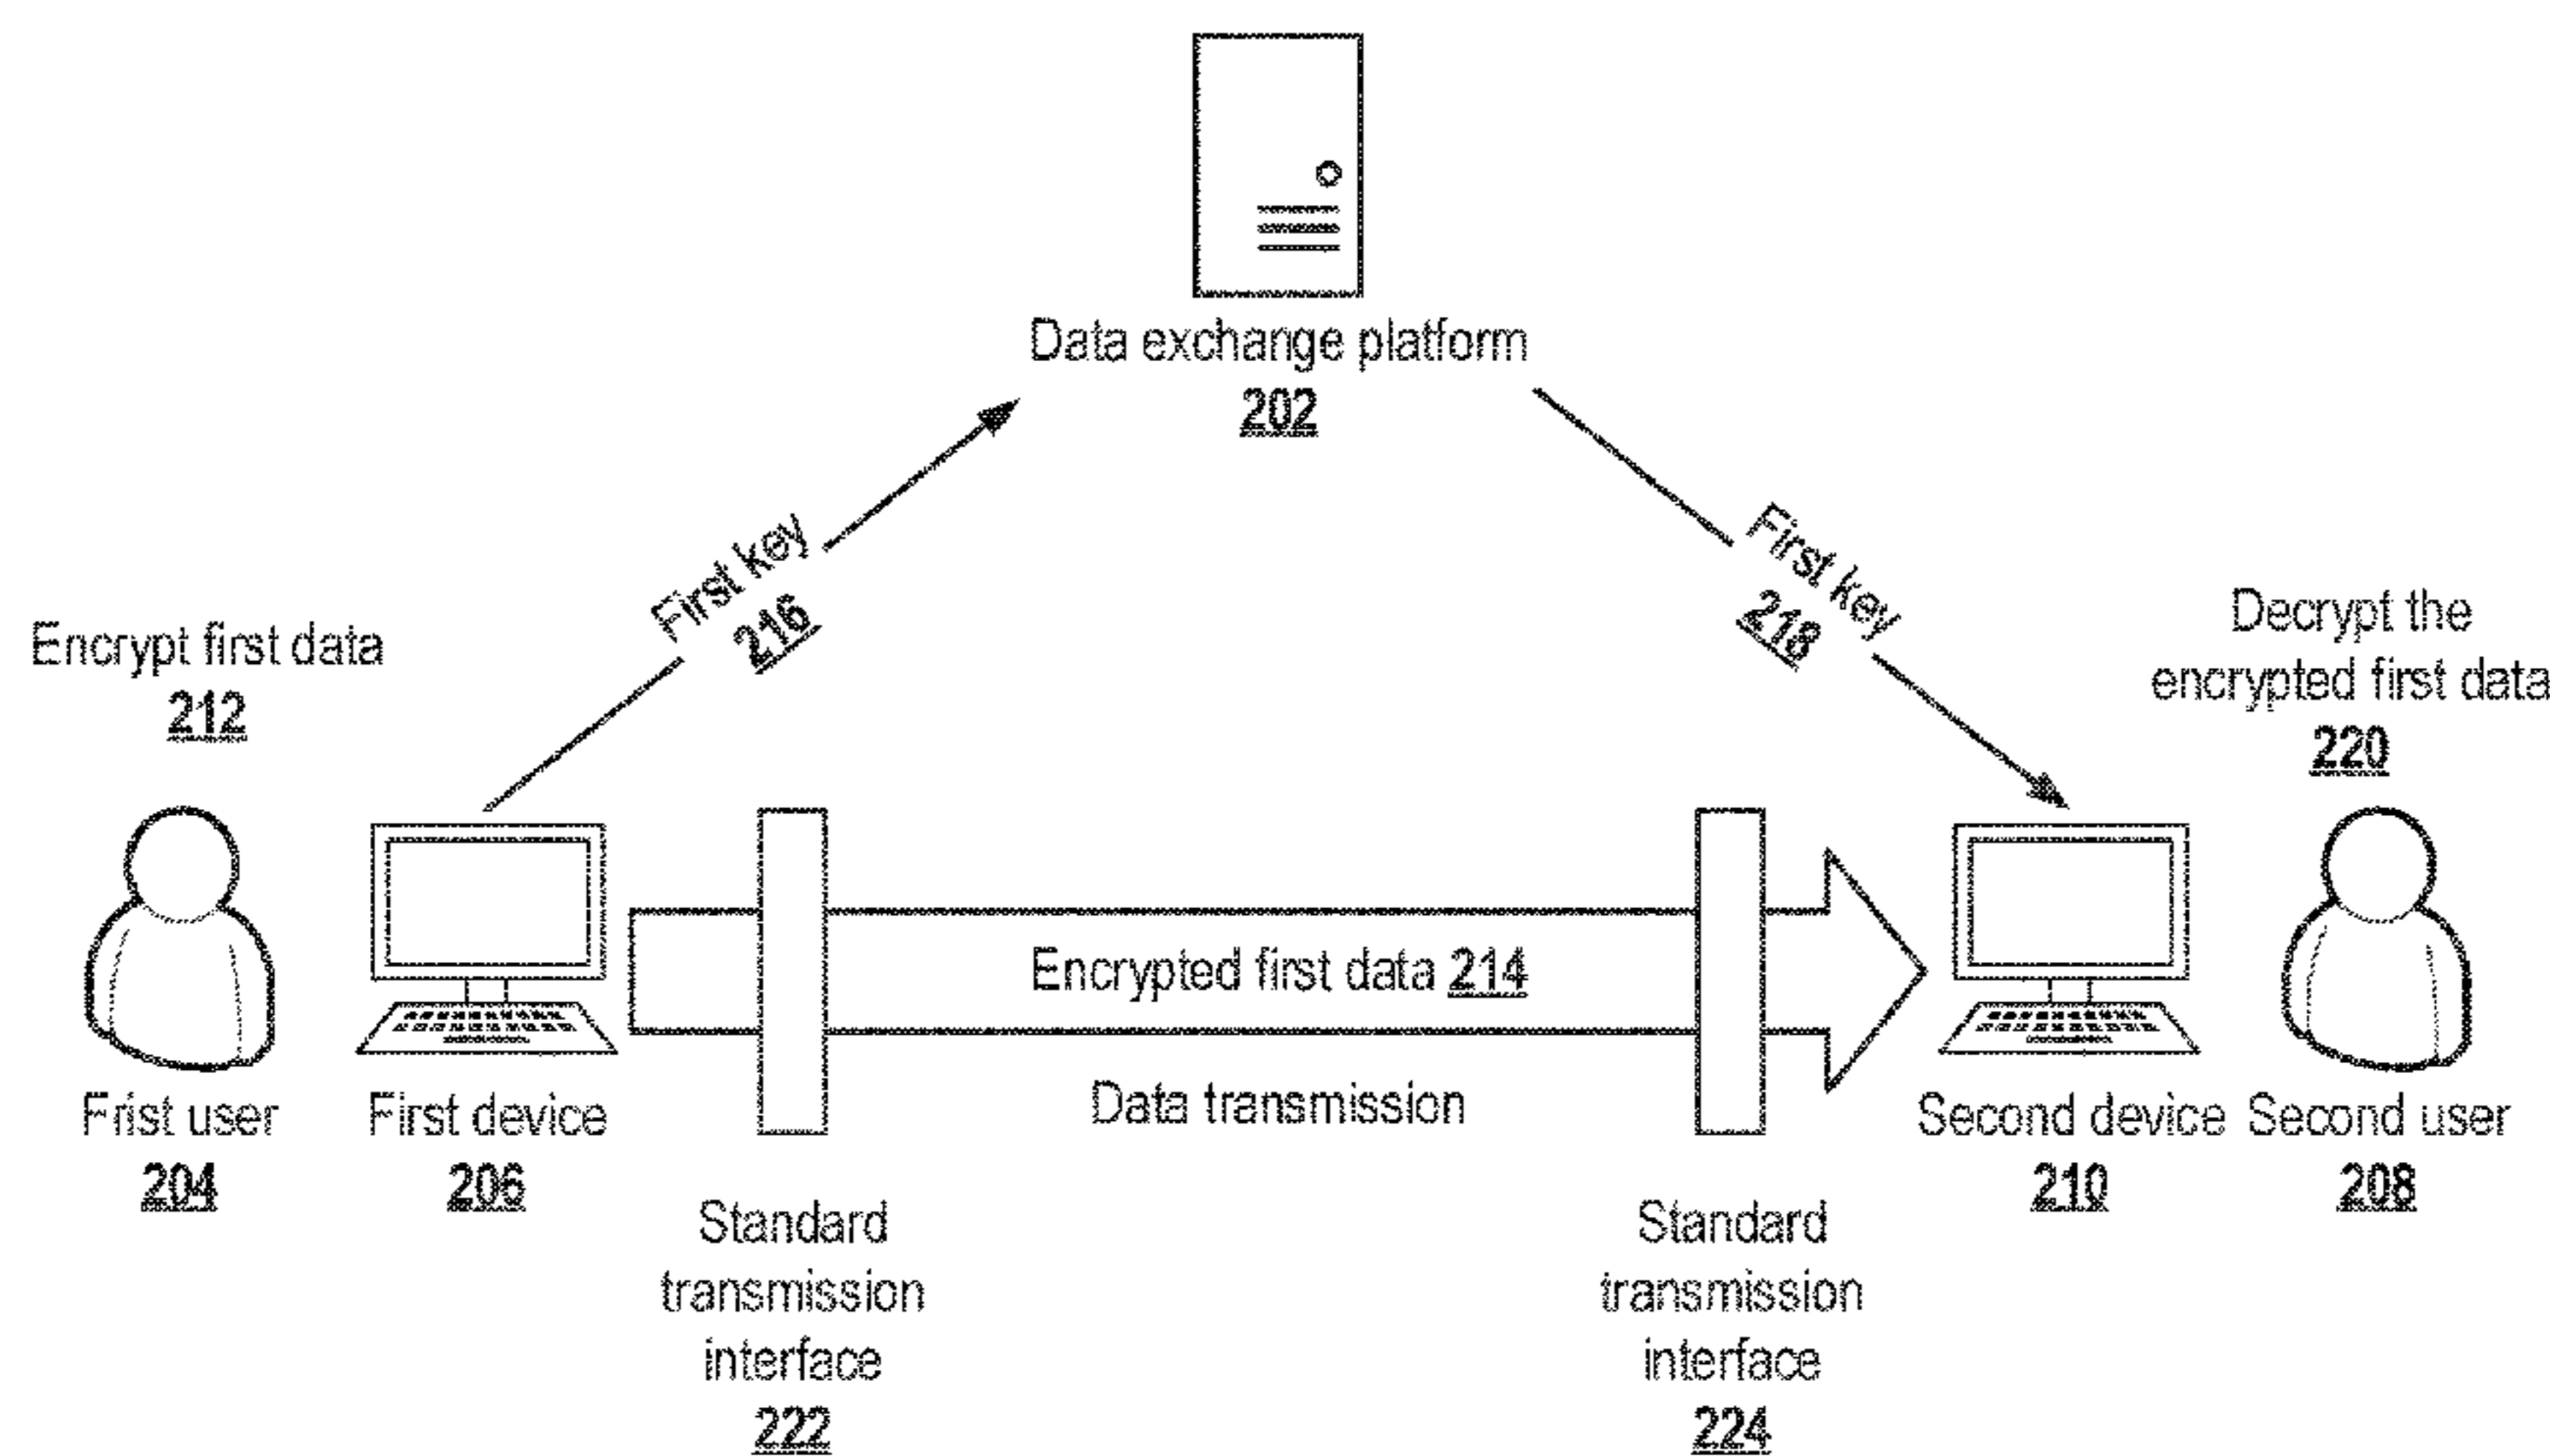 Data exchange platform
202
First key
216
First key
218
Encrypt first data
212
Decrypt the
encrypted first data
220
Encrypted first data 214
Data transmission
Frist user
204
First device
206
Standard
transmission
interface
222
Standard
transmission
interface
224
Second device
210
Second user
208